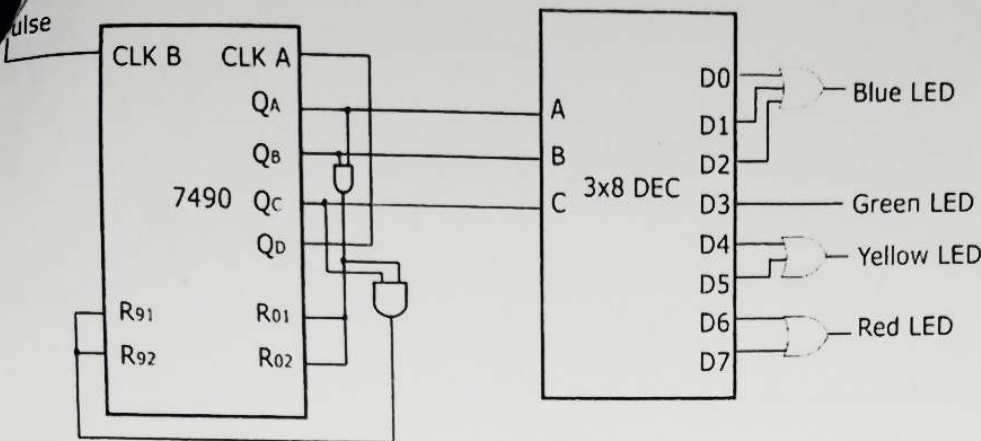 ulse
CLK B CLK A
QA
QB
7490 QC
QD
R91 R01
R92 R02
A
B
C
3x8 DEC
D0
D1
D2
D3
D4
D5
D6
D7
Blue LED
Green LED
Yellow LED
Red LED